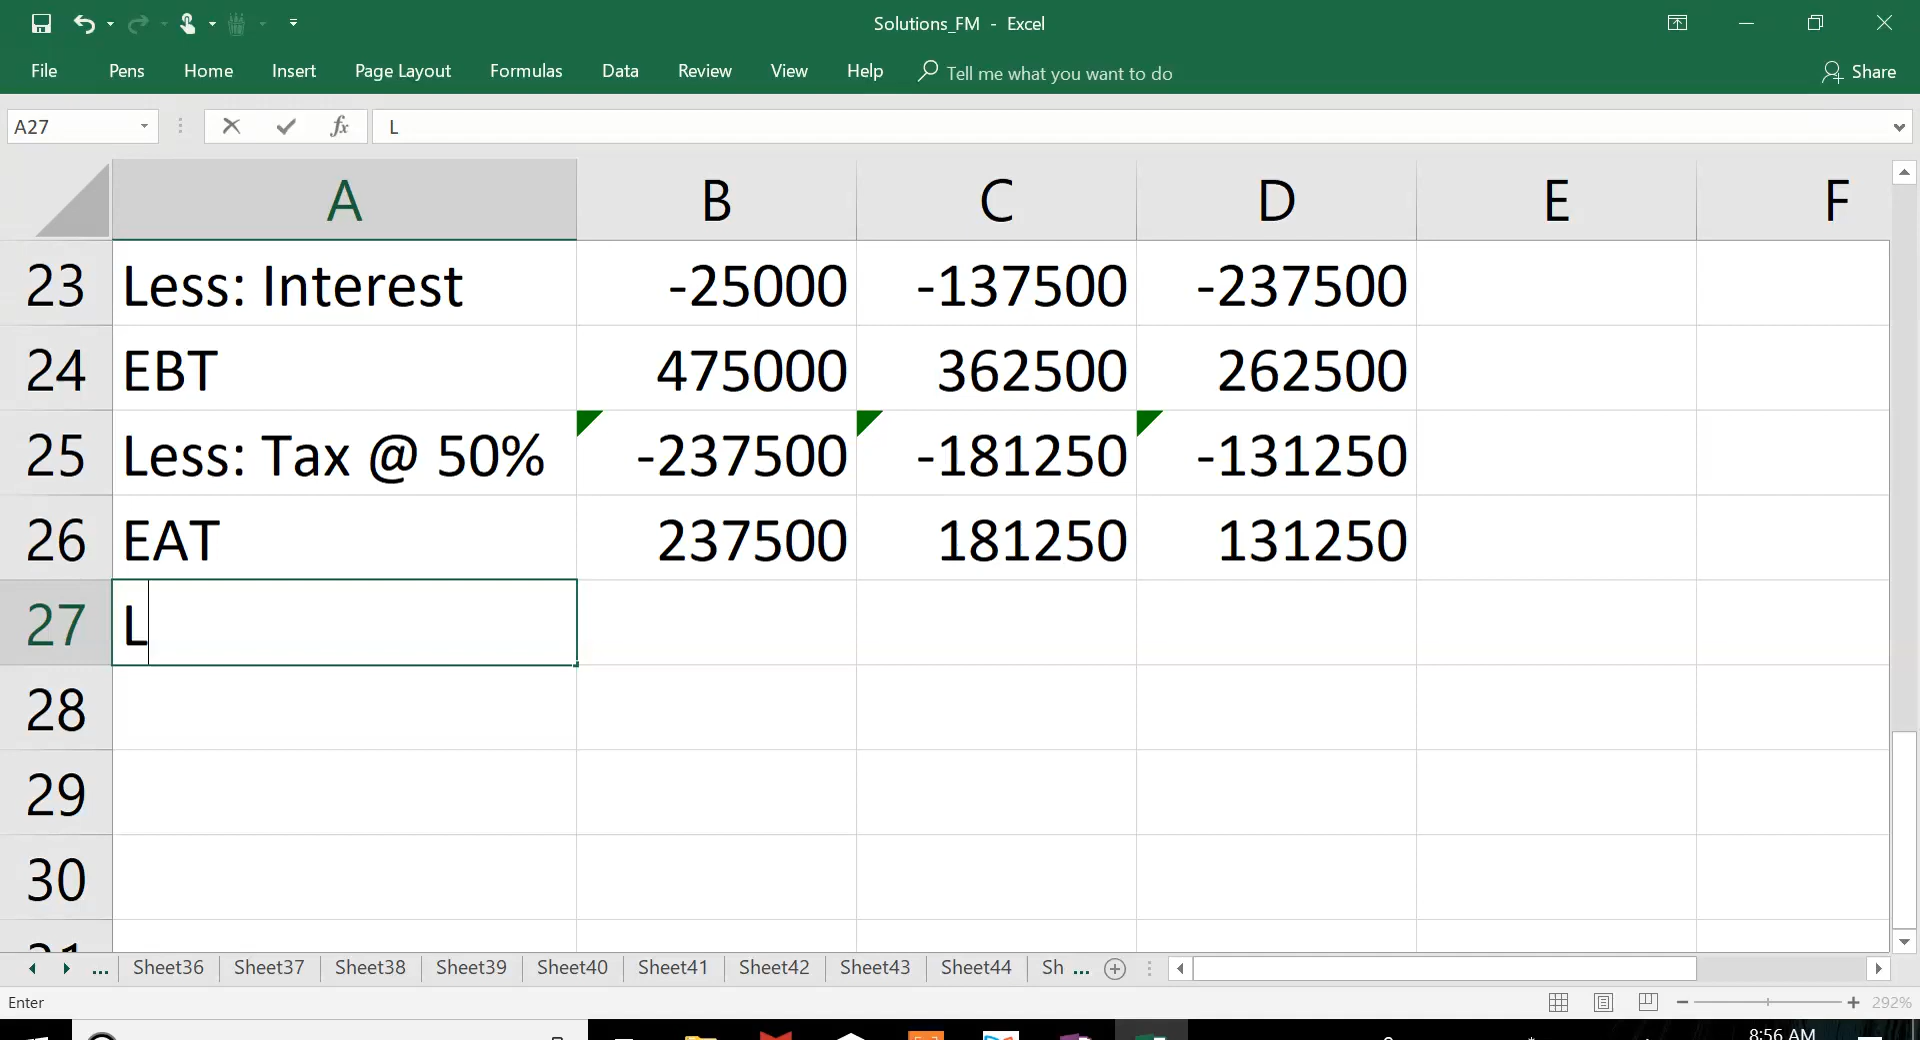 Solutions_FM - Excel
File Pens Home Insert Page Layout Formulas Data Review View Help Tell me what you want to do Share
A27 fx L
A B C D E F
23 Less: Interest -25000 -137500 -237500
24 EBT 475000 362500 262500
25 Less: Tax @ 50% -237500 -181250 -131250
26 EAT 237500 181250 131250
27 L
28
29
30
31
... Sheet36 Sheet37 Sheet38 Sheet39 Sheet40 Sheet41 Sheet42 Sheet43 Sheet44 Sh ...
Enter 292%
8:56 AM